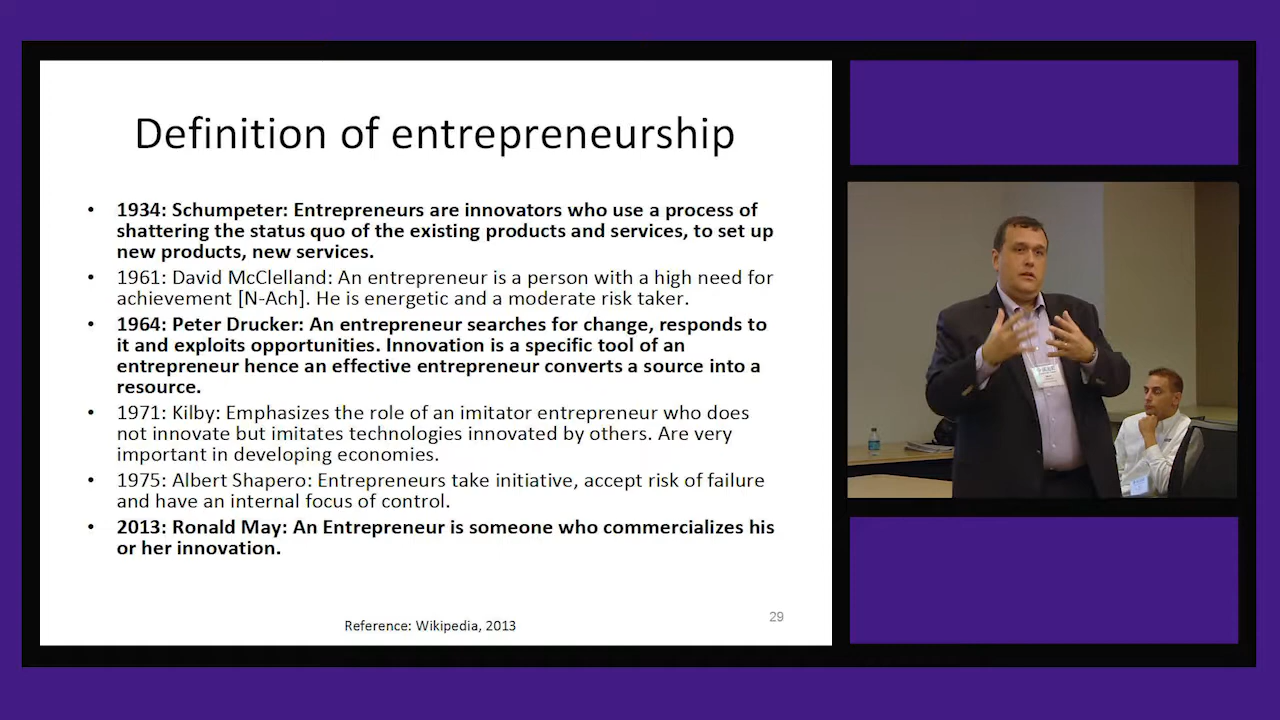 Definition of entrepreneurship
• 1934: Schumpeter: Entrepreneurs are innovators who use a process of
shattering the status quo of the existing products and services, to set up
new products, new services.
• 1961: David McClelland: An entrepreneur is a person with a high need for
achievement [N-Ach]. He is energetic and a moderate risk taker.
• 1964: Peter Drucker: An entrepreneur searches for change, responds to
it and exploits opportunities. Innovation is a specific tool of an
entrepreneur hence an effective entrepreneur converts a source into a
resource.
• 1971: Kilby: Emphasizes the role of an imitator entrepreneur who does
not innovate but imitates technologies innovated by others. Are very
important in developing economies.
• 1975: Albert Shapero: Entrepreneurs take initiative, accept risk of failure
and have an internal focus of control.
• 2013: Ronald May: An Entrepreneur is someone who commercializes his
or her innovation.
29
Reference: Wikipedia, 2013